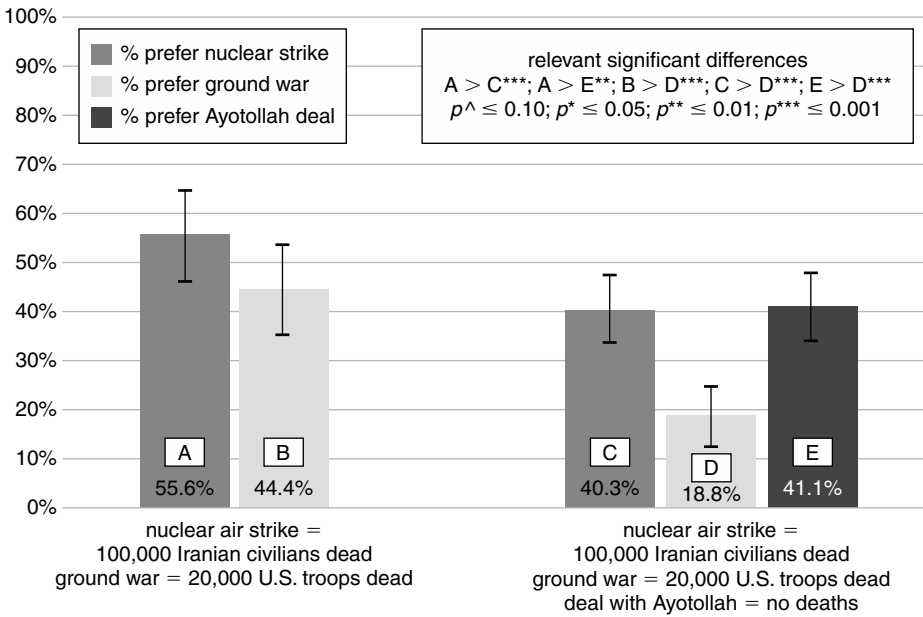 100%
90%
80%
70%
60%
50%
40%
30%
20%
10%
0%
% prefer nuclear strike
% prefer ground war
% prefer Ayotollah deal
relevant significant differences
A > C***; A > E**; B > D***; C > D***; E > D***
p^ ≤ 0.10; p* ≤ 0.05; p** ≤ 0.01; p*** ≤ 0.001
A
55.6%
B
44.4%
C
40.3%
D
18.8%
E
41.1%
nuclear air strike =
100,000 Iranian civilians dead
ground war = 20,000 U.S. troops dead
nuclear air strike =
100,000 Iranian civilians dead
ground war = 20,000 U.S. troops dead
deal with Ayotollah = no deaths